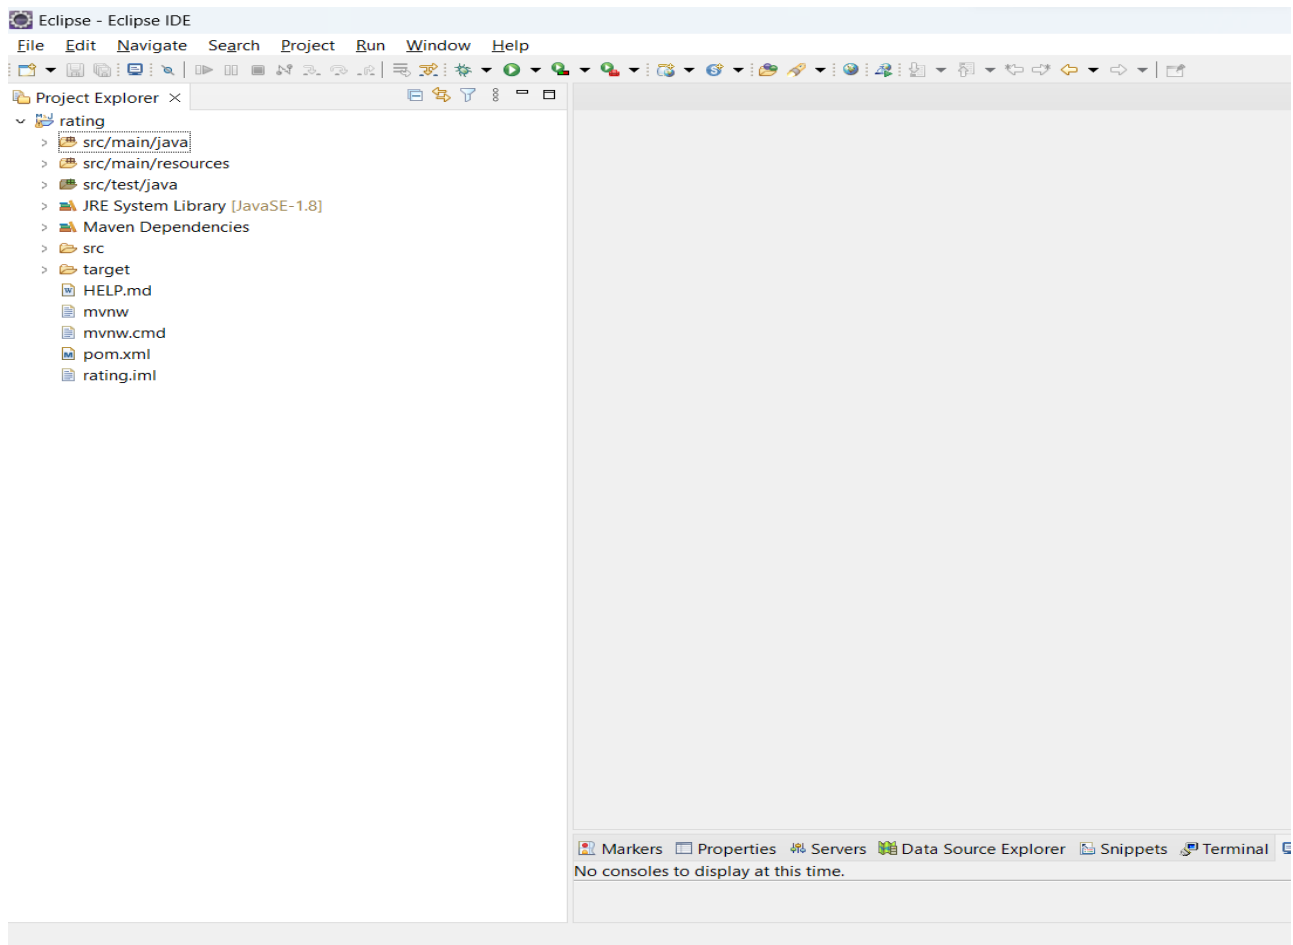 Eclipse - Eclipse IDE
File Edit Navigate Search Project Run Window Help
Project Explorer
rating
src/main/java
src/main/resources
src/test/java
JRE System Library [JavaSE-1.8]
Maven Dependencies
src
target
HELP.md
mvnw
mvnw.cmd
pom.xml
rating.iml
Markers Properties Servers Data Source Explorer Snippets Terminal
No consoles to display at this time.